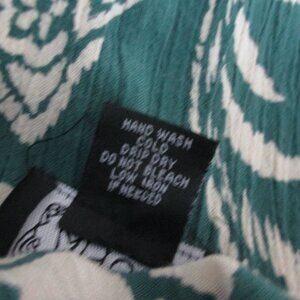 HAND WASH
COLD
DRIP DRY
DO NOT BLEACH
LOW IRON
IF NEEDED